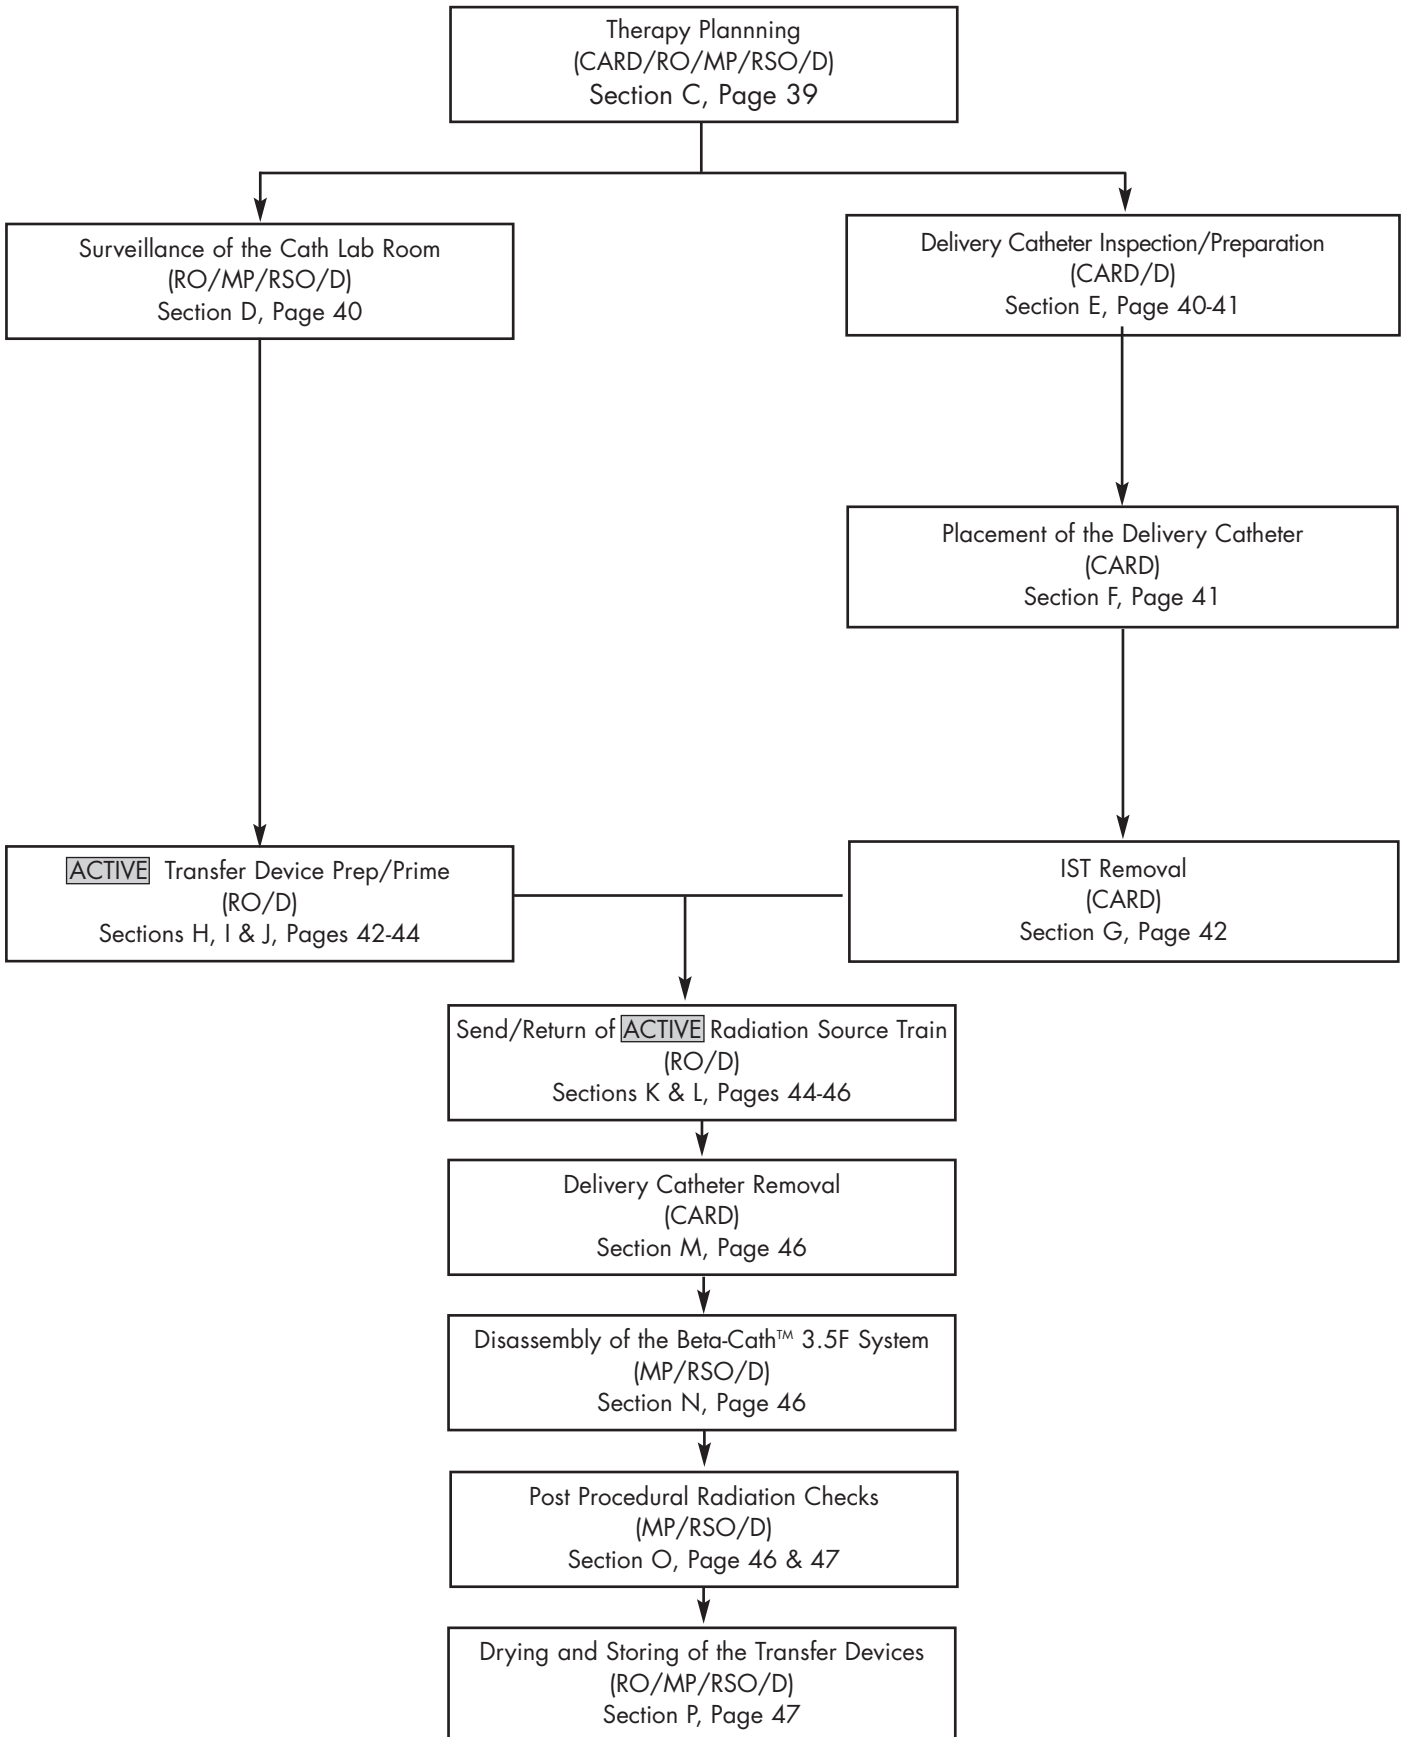 Therapy Plannning
(CARD/RO/MP/RSO/D)
Section C, Page 39
Surveillance of the Cath Lab Room
(RO/MP/RSO/D)
Section D, Page 40
Delivery Catheter Inspection/Preparation
(CARD/D)
Section E, Page 40-41
Placement of the Delivery Catheter
(CARD)
Section F, Page 41
ACTIVE Transfer Device Prep/Prime
(RO/D)
Sections H, I & J, Pages 42-44
IST Removal
(CARD)
Section G, Page 42
Send/Return of ACTIVE Radiation Source Train
(RO/D)
Sections K & L, Pages 44-46
Delivery Catheter Removal
(CARD)
Section M, Page 46
Disassembly of the Beta-Cath™ 3.5F System
(MP/RSO/D)
Section N, Page 46
Post Procedural Radiation Checks
(MP/RSO/D)
Section O, Page 46 & 47
Drying and Storing of the Transfer Devices
(RO/MP/RSO/D)
Section P, Page 47